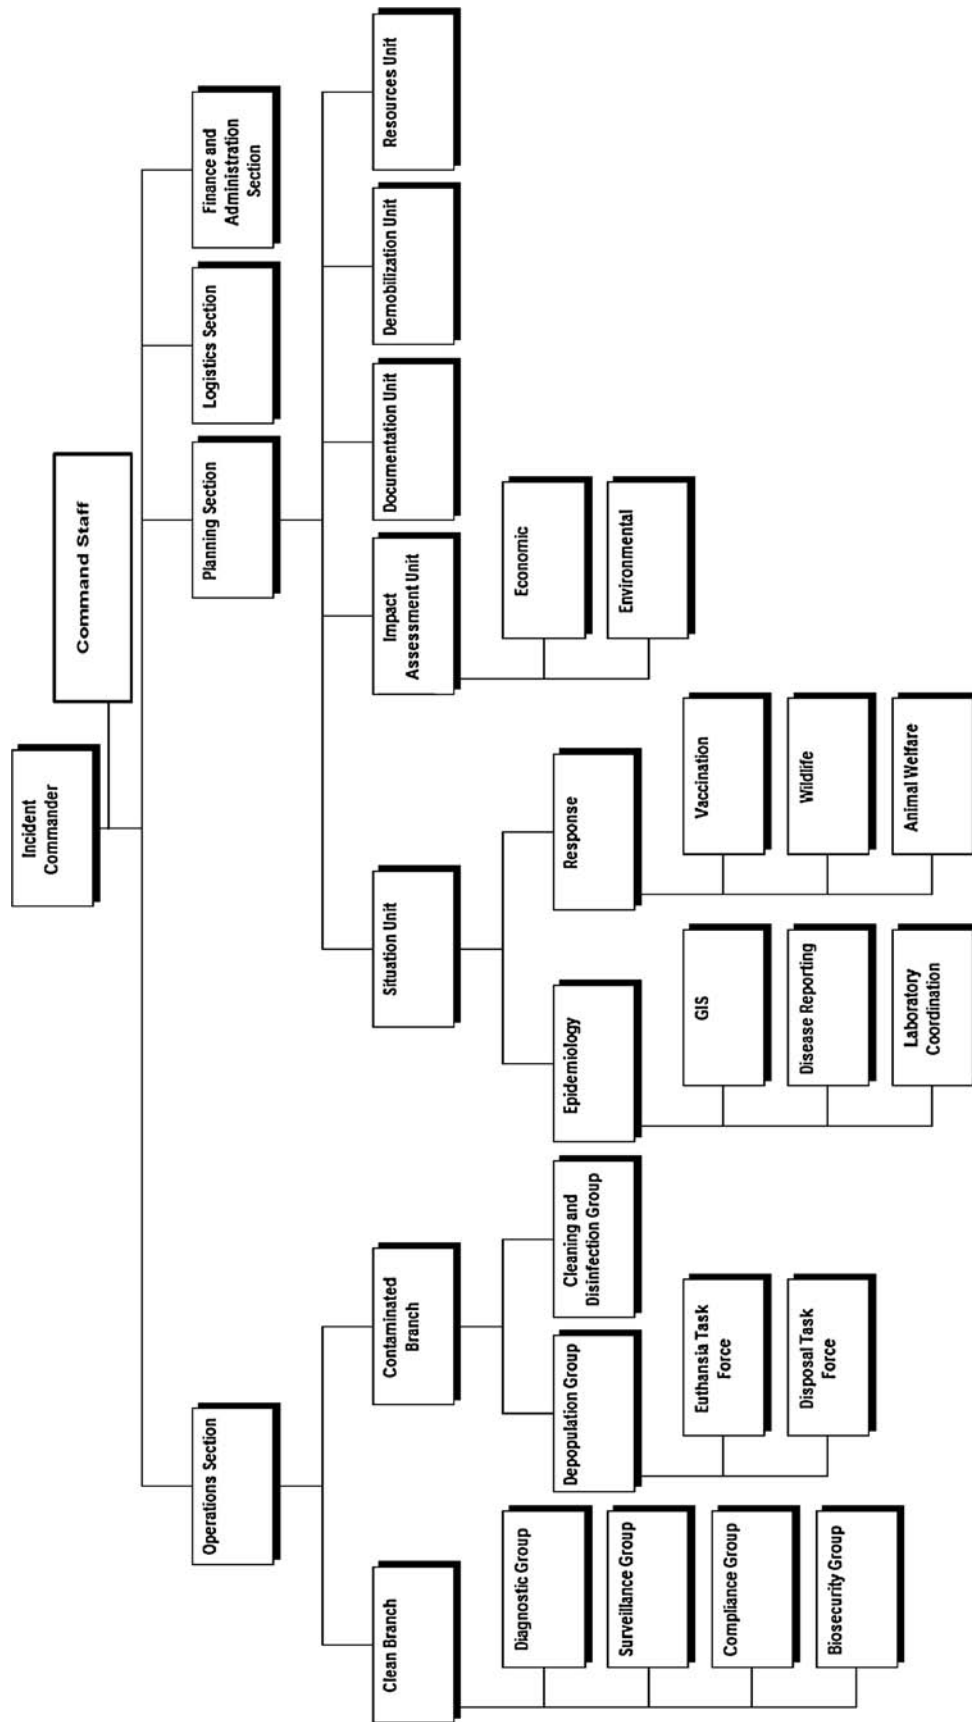 Incident
Commander
Command Staff
Operations Section
Planning Section
Logistics Section
Finance and
Administration
Section
Clean Branch
Contaminated
Branch
Situation Unit
Impact
Assessment Unit
Documentation Unit
Demobilization Unit
Resources Unit
Diagnostic Group
Surveillance Group
Compliance Group
Biosecurity Group
Depopulation Group
Cleaning and
Disinfection Group
Euthansia Task
Force
Disposal Task
Force
Epidemiology
Response
GIS
Disease Reporting
Laboratory
Coordination
Vaccination
Wildlife
Animal Welfare
Economic
Environmental